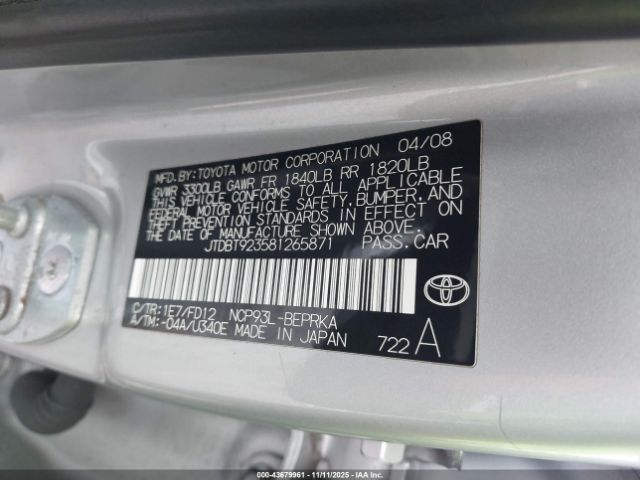 MFD.BY:TOYOTA MOTOR CORPORATION 04/08
GVWR 3300LB GAWR FR 1840LB RR 1820LB
THIS VEHICLE CONFORMS TO ALL APPLICABLE
FEDERAL MOTOR VEHICLE SAFETY, BUMPER, AND
THEFT PREVENTION STANDARDS IN EFFECT ON
THE DATE OF MANUFACTURE SHOWN ABOVE.
JTDBT923581265871 PASS.CAR
C/TR:1E7/FD12 NCP93L-BEPRKA
A/TM:-04A/U340E MADE IN JAPAN
722 A
000-43679961 - 11/11/2025 - IAA Inc.